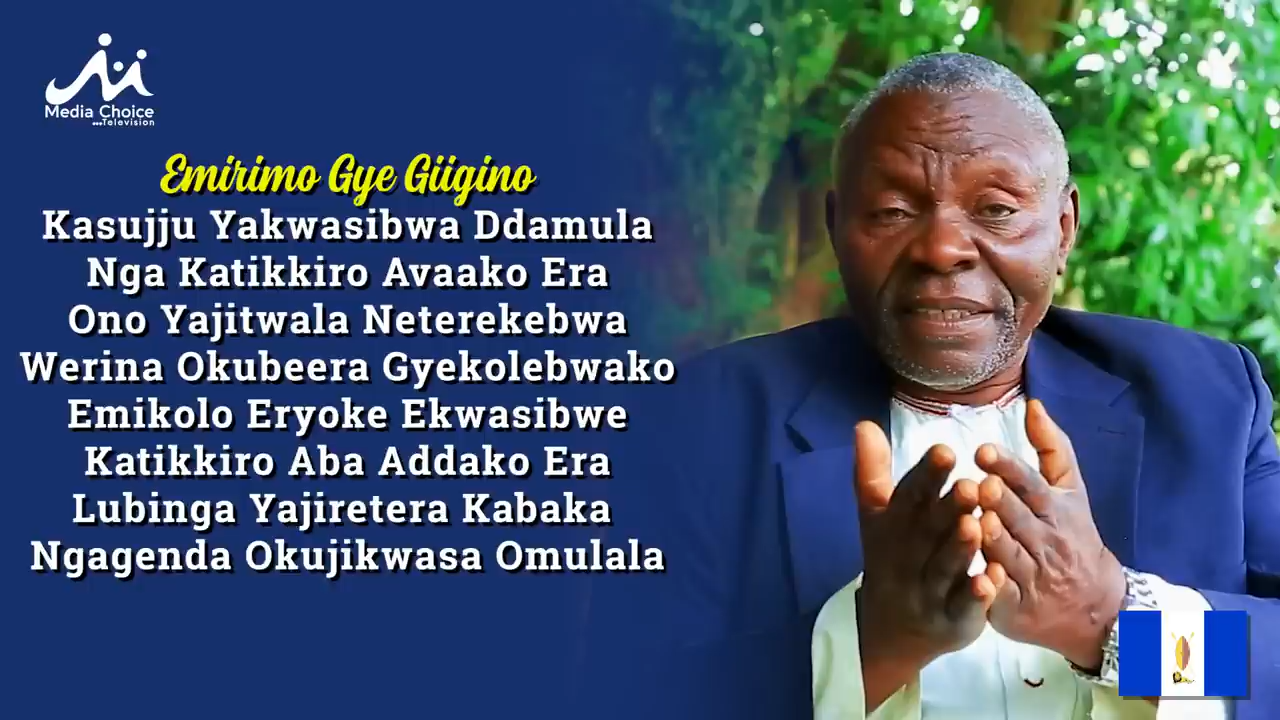 Media Choice
...Television
Emirimo Gye Giigino
Kasujju Yakwasibwa Ddamula
Nga Katikkiro Avaako Era
Ono Yajitwala Neterekebwa
Werina Okubeera Gyekolebwako
Emikolo Eryoke Ekwasibwe
Katikkiro Aba Addako Era
Lubinga Yajiretera Kabaka
Ngagenda Okujikwasa Omulala